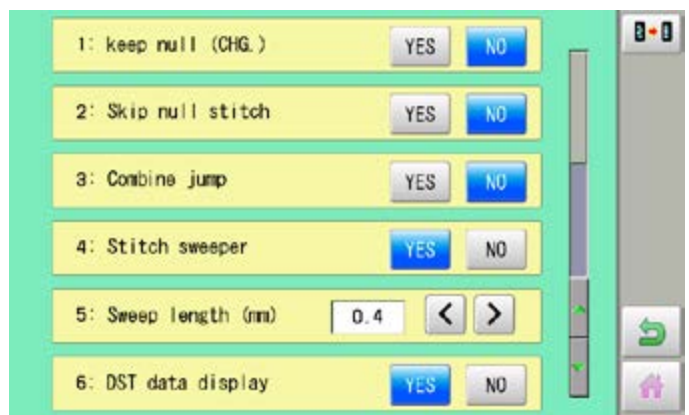 1: keep null (CHG.) YES NO
2: Skip null stitch YES NO
3: Combine jump YES NO
4: Stitch sweeper YES NO
5: Sweep length (mm) 0.4 < >
6: DST data display YES NO